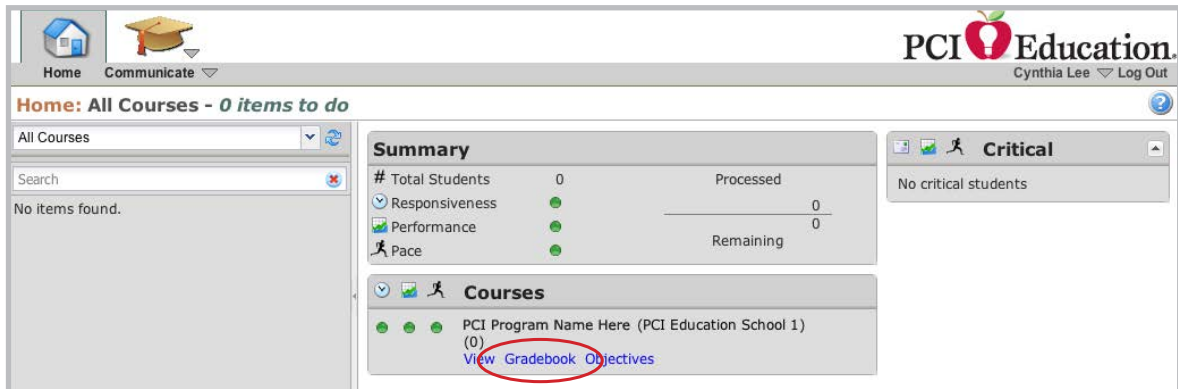 PCI Education.
Home Communicate
Cynthia Lee Log Out
Home: All Courses - 0 items to do
All Courses
Search
No items found.
Summary
# Total Students 0
Responsiveness
Performance
Pace
Processed
0
0
Remaining
Courses
PCI Program Name Here (PCI Education School 1)
(0)
View Gradebook Objectives
Critical
No critical students